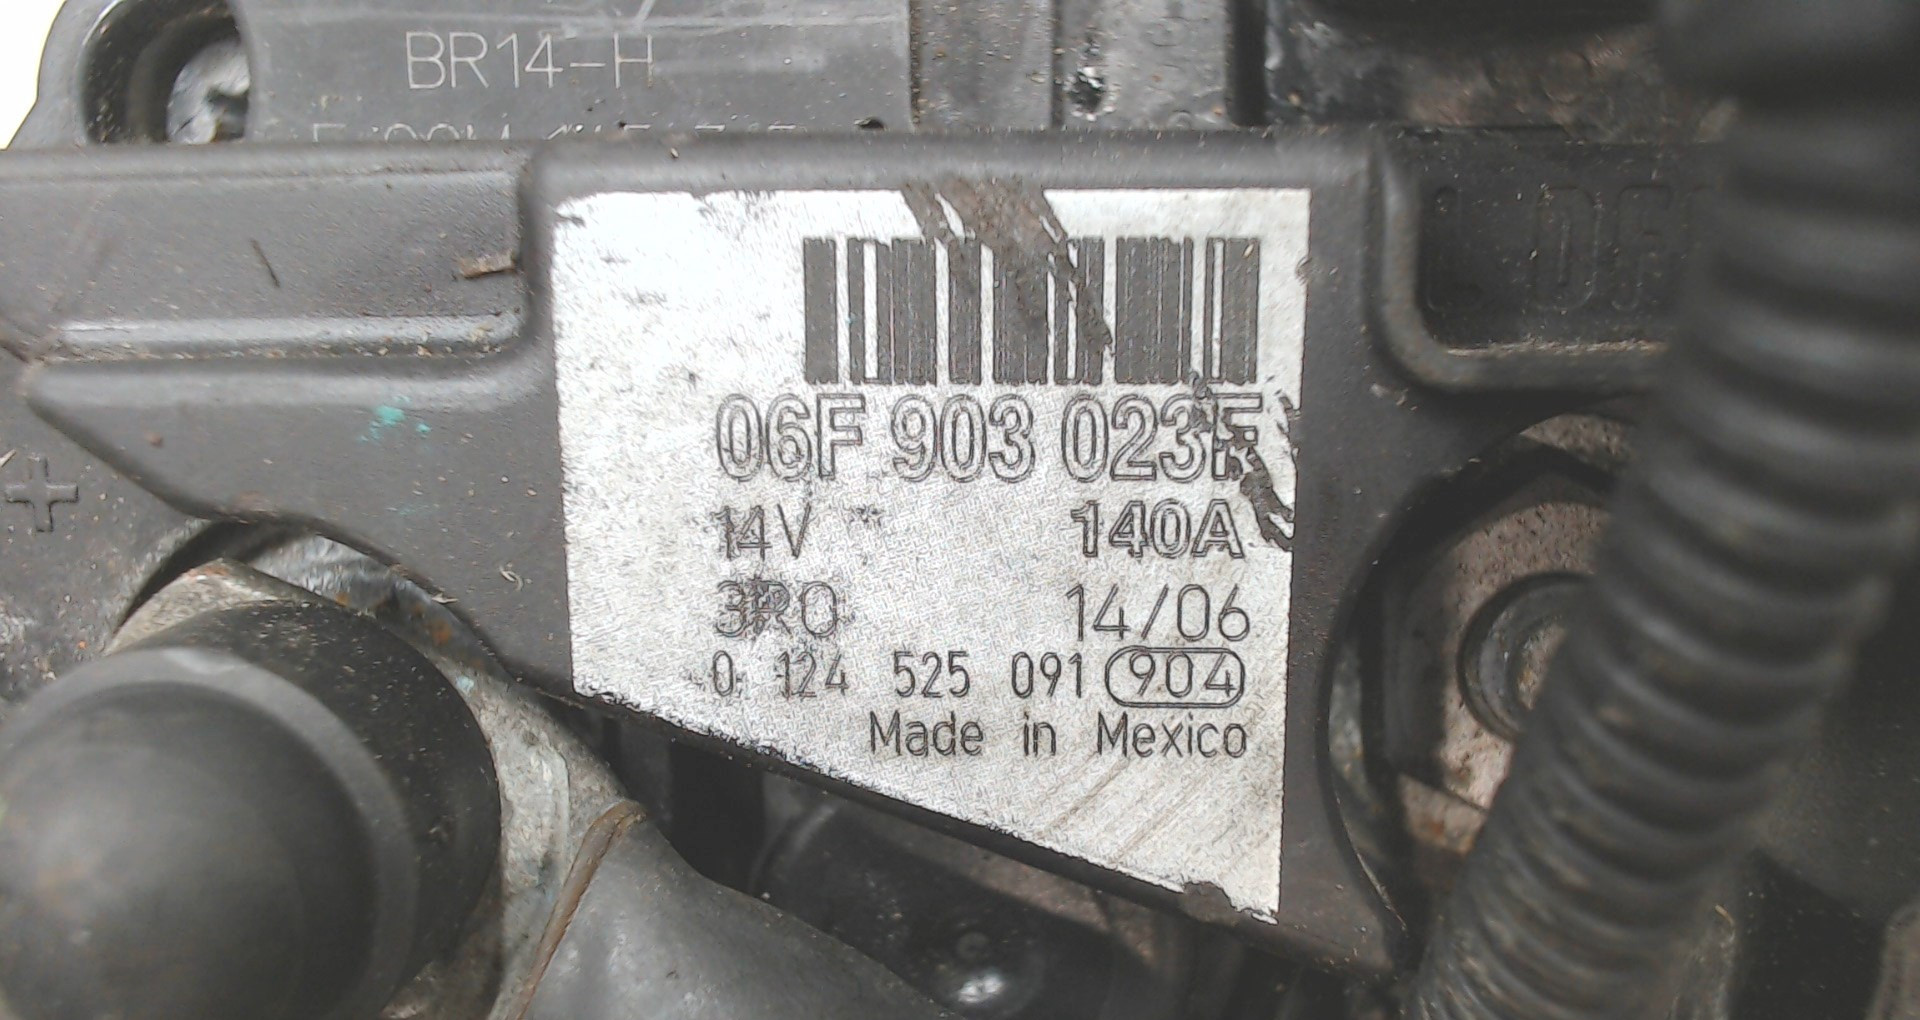 BR14-H
06F 903 023F
14V 140A
3RO 14/06
0 124 525 091 904
Made in Mexico
+